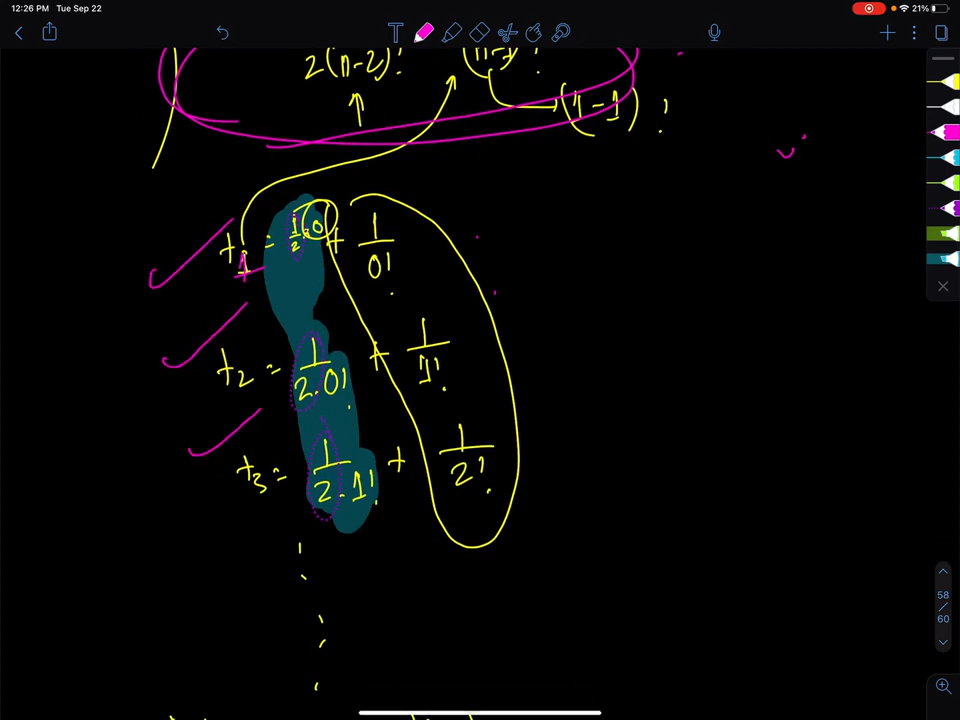 12:26 PM Tue Sep 22
21%
2(n-2)!
(n-1)!
t₁ = 1/2.0 + 1/0!
t₂ = 1/2.0! + 1/1!
t₃ = 1/2.1! + 1/2!
58
/
60